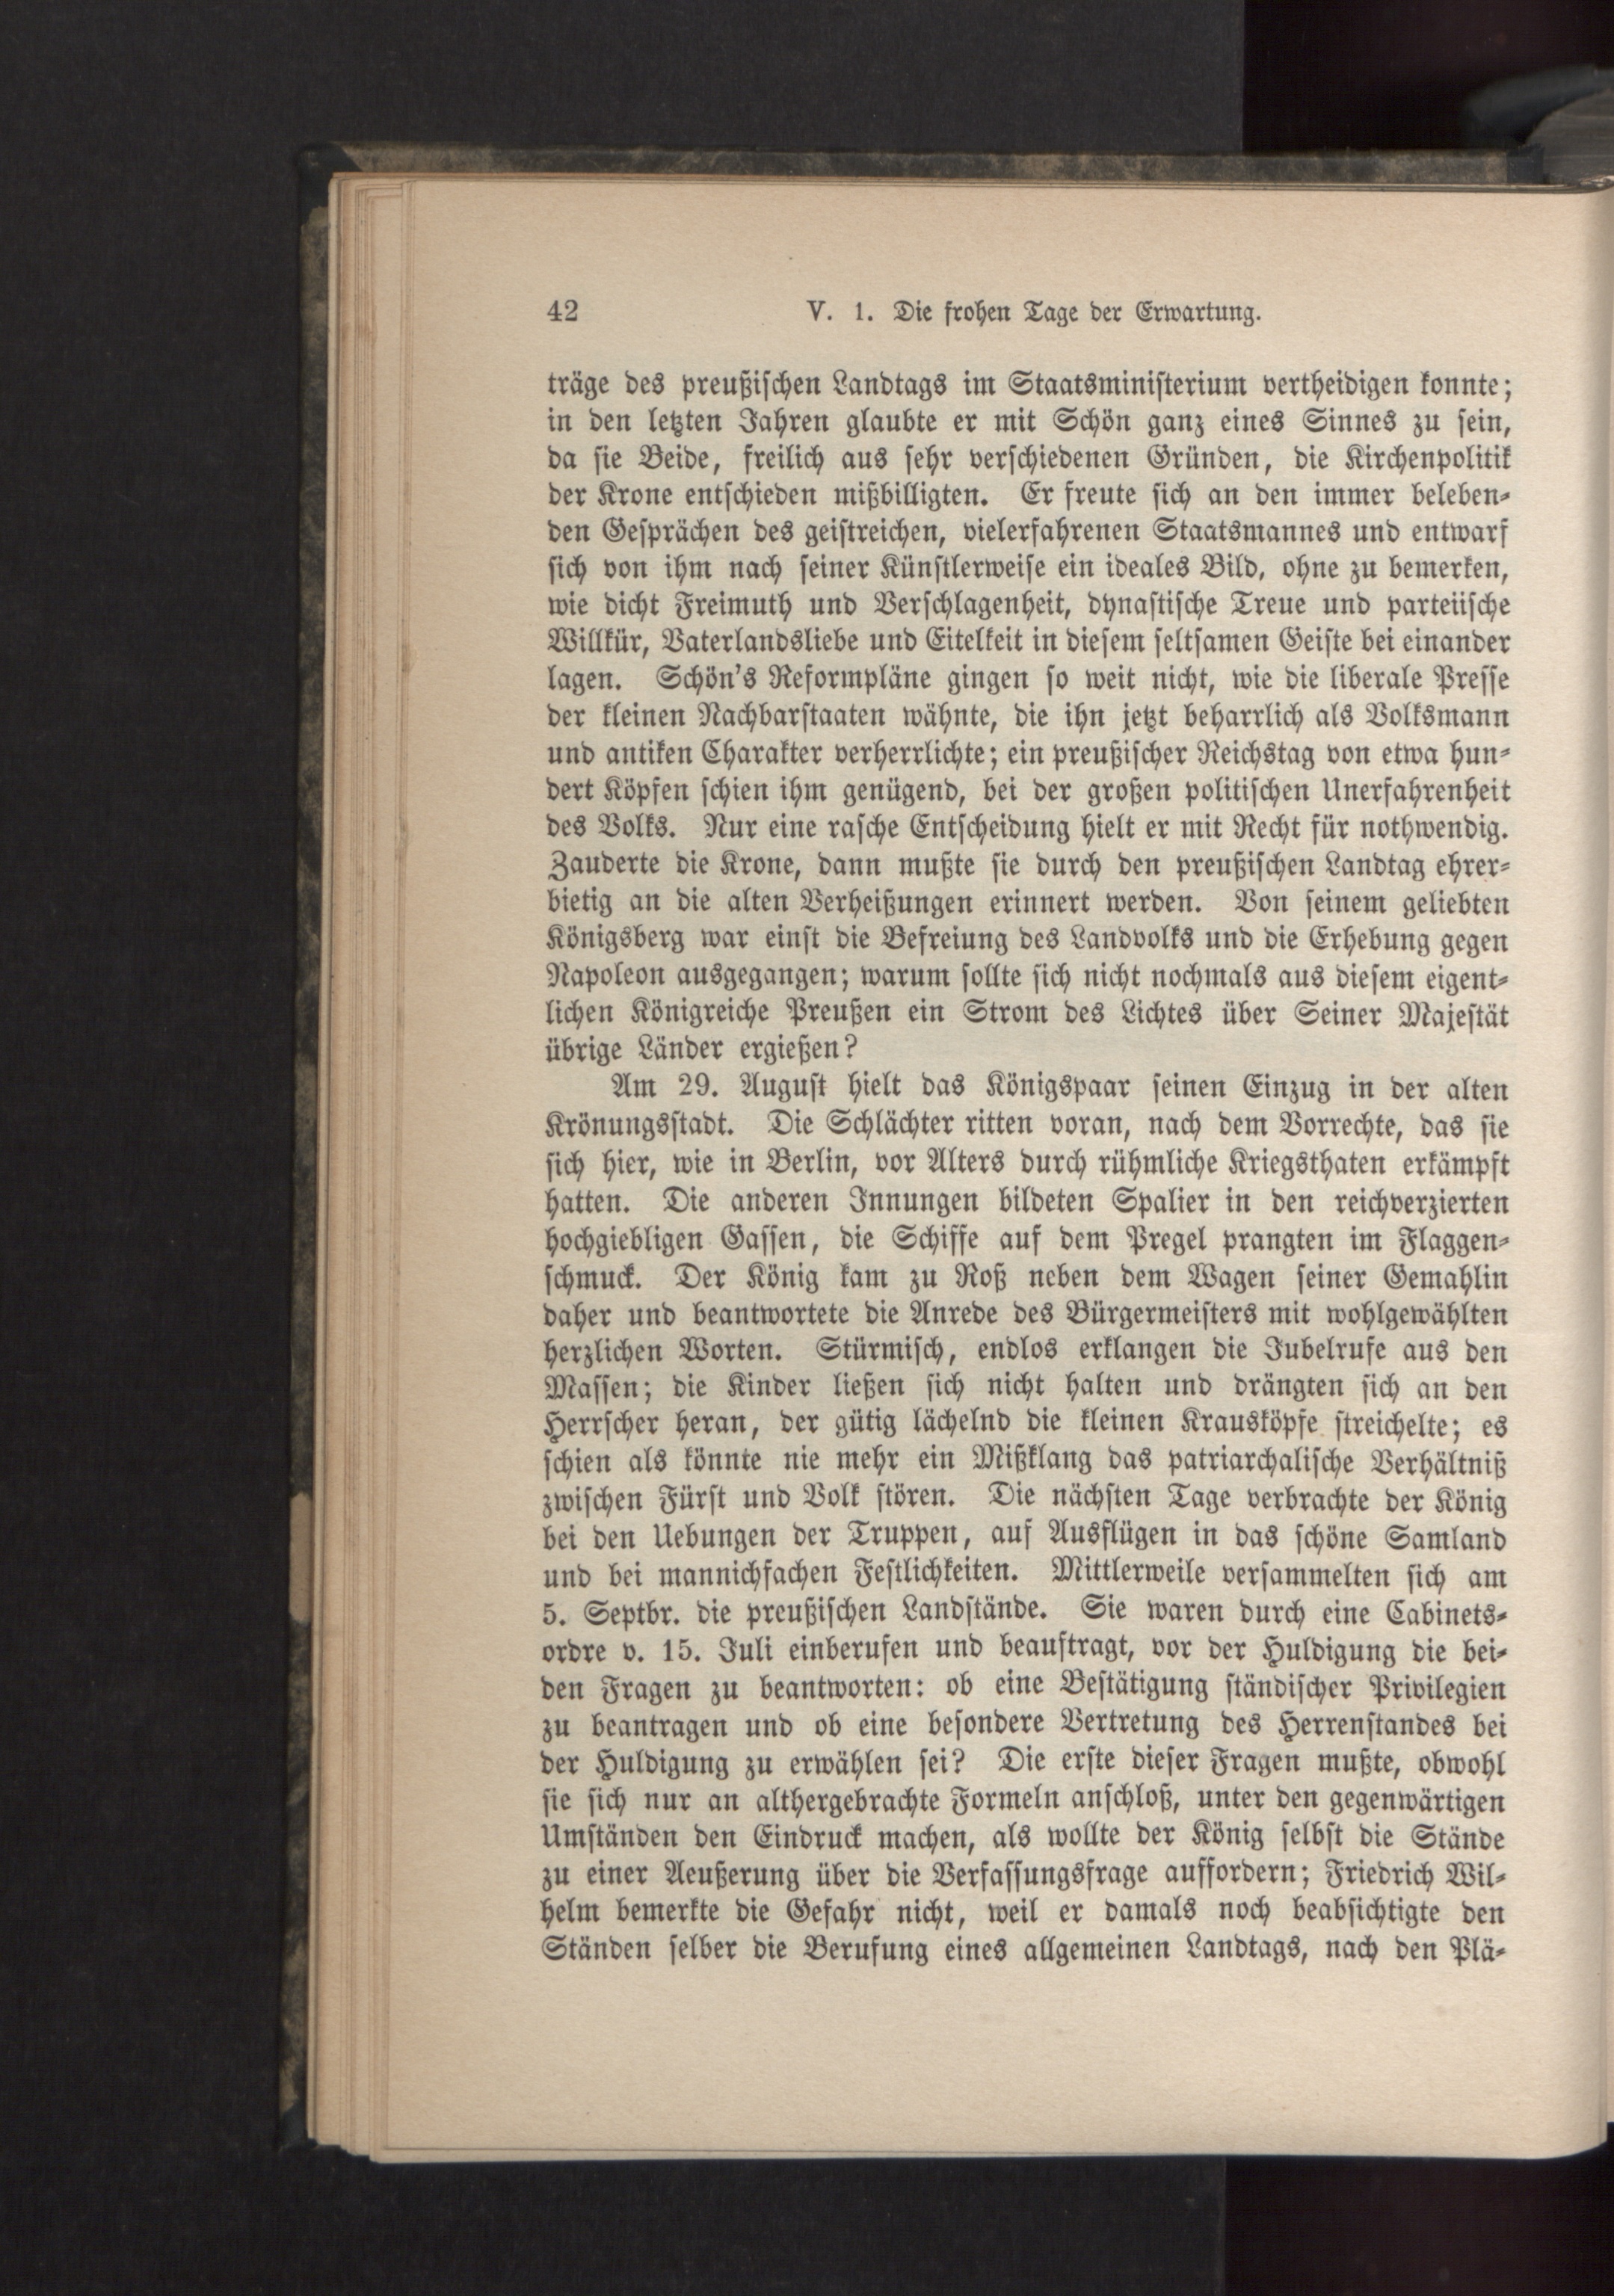 42 V. 1. Die frohen Tage der Erwartung.
träge des preußischen Landtags im Staatsministerium vertheidigen konnte;
in den letzten Jahren glaubte er mit Schön ganz eines Sinnes zu sein,
da sie Beide, freilich aus sehr verschiedenen Gründen, die Kirchenpolitik
der Krone entschieden mißbilligten. Er freute sich an den immer beleben-
den Gesprächen des geistreichen, vielerfahrenen Staatsmannes und entwarf
sich von ihm nach seiner Künstlerweise ein ideales Bild, ohne zu bemerken,
wie dicht Freimuth und Verschlagenheit, dynastische Treue und parteiische
Willkür, Vaterlandsliebe und Eitelkeit in diesem seltsamen Geiste bei einander
lagen. Schön's Reformpläne gingen so weit nicht, wie die liberale Presse
der kleinen Nachbarstaaten wähnte, die ihn jetzt beharrlich als Volksmann
und antiken Charakter verherrlichte; ein preußischer Reichstag von etwa hun-
dert Köpfen schien ihm genügend, bei der großen politischen Unerfahrenheit
des Volks. Nur eine rasche Entscheidung hielt er mit Recht für nothwendig.
Zauderte die Krone, dann mußte sie durch den preußischen Landtag ehrer-
bietig an die alten Verheißungen erinnert werden. Von seinem geliebten
Königsberg war einst die Befreiung des Landvolks und die Erhebung gegen
Napoleon ausgegangen; warum sollte sich nicht nochmals aus diesem eigent-
lichen Königreiche Preußen ein Strom des Lichtes über Seiner Majestät
übrige Länder ergießen?
Am 29. August hielt das Königspaar seinen Einzug in der alten
Krönungsstadt. Die Schlächter ritten voran, nach dem Vorrechte, das sie
sich hier, wie in Berlin, vor Alters durch rühmliche Kriegsthaten erkämpft
hatten. Die anderen Innungen bildeten Spalier in den reichverzierten
hochgiebligen Gassen, die Schiffe auf dem Pregel prangten im Flaggen-
schmuck. Der König kam zu Roß neben dem Wagen seiner Gemahlin
daher und beantwortete die Anrede des Bürgermeisters mit wohlgewählten
herzlichen Worten. Stürmisch, endlos erklangen die Jubelrufe aus den
Massen; die Kinder ließen sich nicht halten und drängten sich an den
Herrscher heran, der gütig lächelnd die kleinen Krausköpfe streichelte; es
schien als könnte nie mehr ein Mißklang das patriarchalische Verhältniß
zwischen Fürst und Volk stören. Die nächsten Tage verbrachte der König
bei den Uebungen der Truppen, auf Ausflügen in das schöne Samland
und bei mannichfachen Festlichkeiten. Mittlerweile versammelten sich am
5. Septbr. die preußischen Landstände. Sie waren durch eine Cabinets-
ordre v. 15. Juli einberufen und beauftragt, vor der Huldigung die bei-
den Fragen zu beantworten: ob eine Bestätigung ständischer Privilegien
zu beantragen und ob eine besondere Vertretung des Herrenstandes bei
der Huldigung zu erwählen sei? Die erste dieser Fragen mußte, obwohl
sie sich nur an althergebrachte Formeln anschloß, unter den gegenwärtigen
Umständen den Eindruck machen, als wollte der König selbst die Stände
zu einer Aeußerung über die Verfassungsfrage auffordern; Friedrich Wil-
helm bemerkte die Gefahr nicht, weil er damals noch beabsichtigte den
Ständen selber die Berufung eines allgemeinen Landtags, nach den Plä-